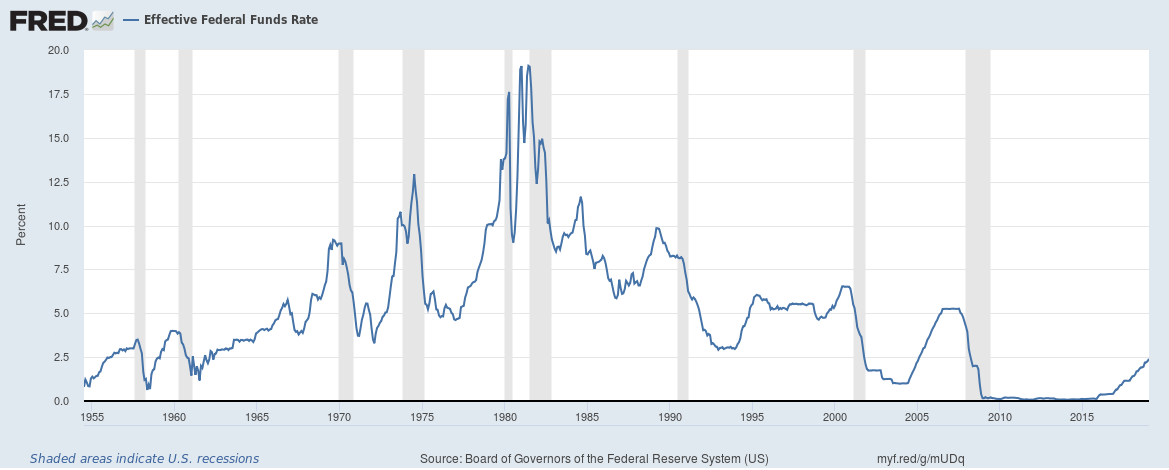 FRED
Effective Federal Funds Rate
Percent
20.0
17.5
15.0
12.5
10.0
7.5
5.0
2.5
0.0
1955 1960 1965 1970 1975 1980 1985 1990 1995 2000 2005 2010 2015
Shaded areas indicate U.S. recessions Source: Board of Governors of the Federal Reserve System (US) myf.red/g/mUDq